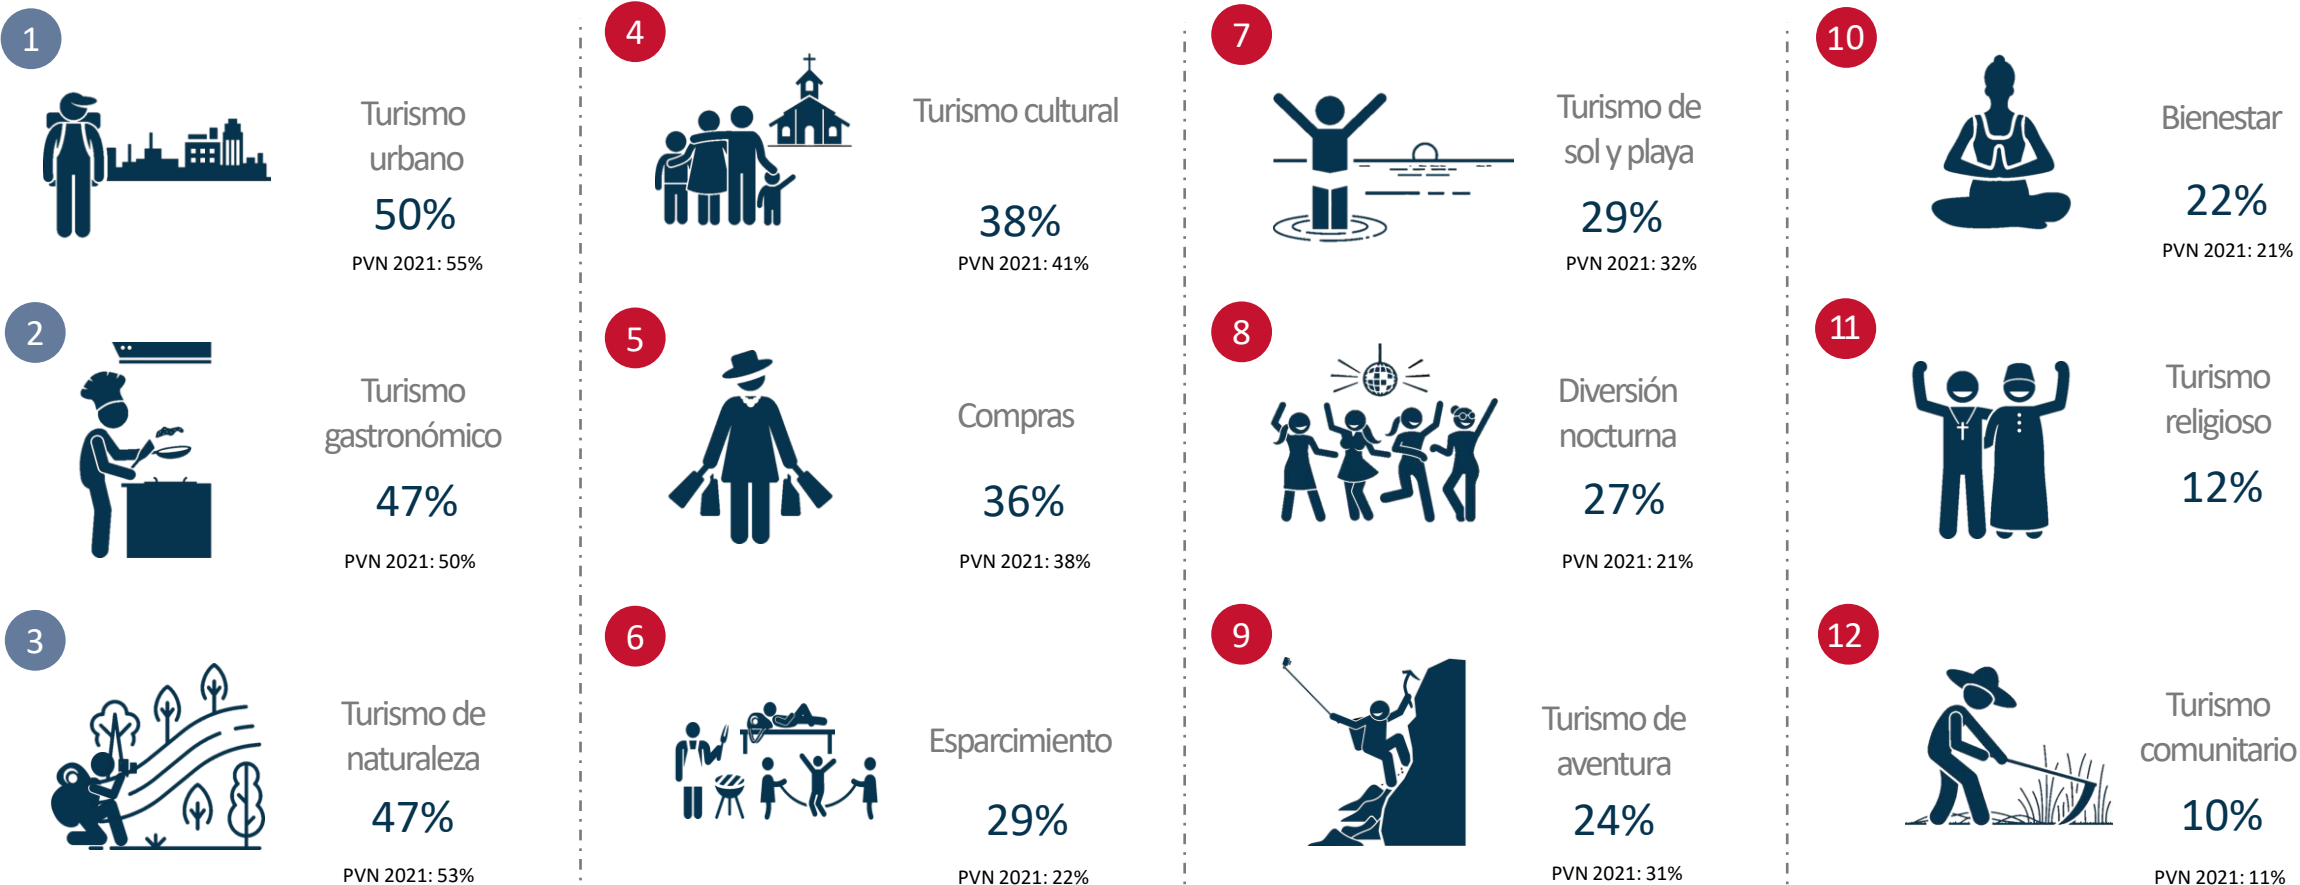 1
Turismo
urbano
50%
PVN 2021: 55%
2
Turismo
gastronómico
47%
PVN 2021: 50%
3
Turismo de
naturaleza
47%
PVN 2021: 53%
4
Turismo cultural
38%
PVN 2021: 41%
5
Compras
36%
PVN 2021: 38%
6
Esparcimiento
29%
PVN 2021: 22%
7
Turismo de
sol y playa
29%
PVN 2021: 32%
8
Diversión
nocturna
27%
PVN 2021: 21%
9
Turismo de
aventura
24%
PVN 2021: 31%
10
Bienestar
22%
PVN 2021: 21%
11
Turismo
religioso
12%
12
Turismo
comunitario
10%
PVN 2021: 11%